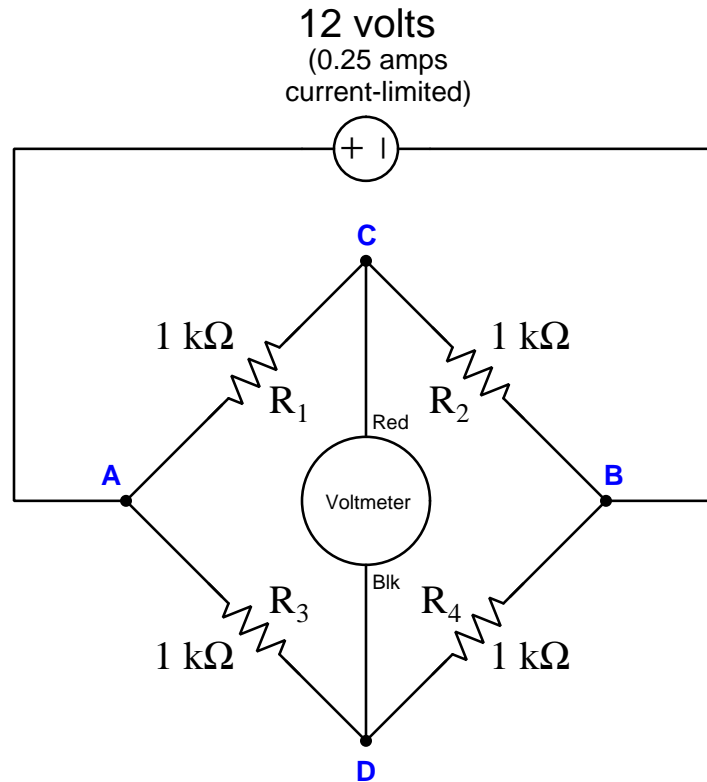 12 volts
(0.25 amps
current-limited)
+ −
C
1 kΩ
1 kΩ
R1
R2
Red
A
B
Voltmeter
Blk
R3
R4
1 kΩ
1 kΩ
D